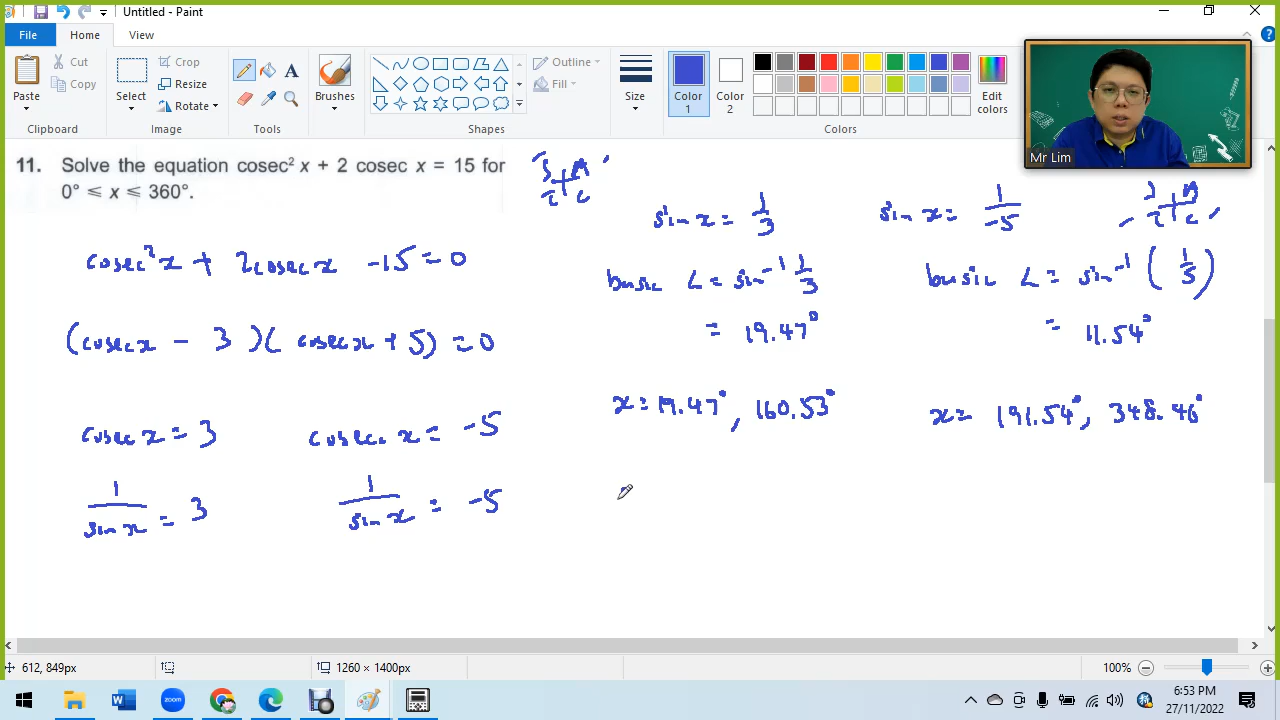 Untitled - Paint
File
Home
View
Paste
Cut
Copy
Clipboard
Select
Crop
Resize
Rotate
Image
A
Tools
Brushes
Outline
Fill
Shapes
Size
Color 1
Color 2
Edit colors
Colors
Mr Lim
11. Solve the equation cosec² x + 2 cosec x = 15 for
0° ⩽ x ⩽ 360°.
S A
T C
cosec²x + 2cosecx - 15 = 0
(cosecx - 3)(cosecx + 5) = 0
cosec x = 3
cosec x = -5
1/sin x = 3
1/sin x = -5
sin x = 1/3
basic ∠ = sin⁻¹ 1/3
= 19.47°
x = 19.47°, 160.53°
sin x = 1/-5
S A
T C
basic ∠ = sin⁻¹ (1/5)
= 11.54°
x = 191.54°, 348.46°
612, 849px
1260 × 1400px
100%
W
zoom
6:53 PM
27/11/2022